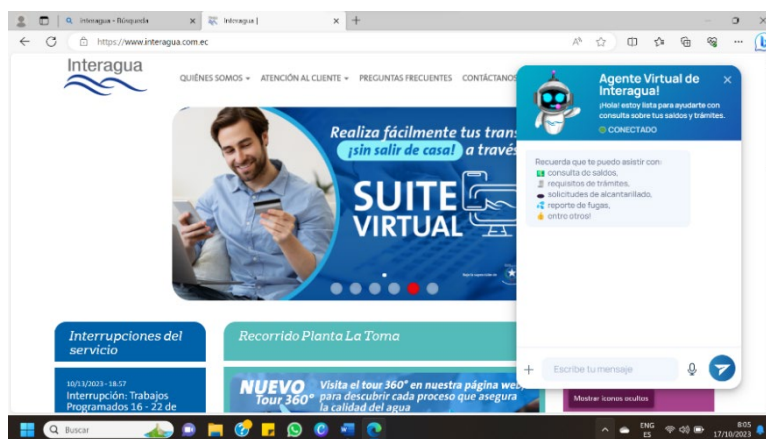 interagua - Búsqueda
Interagua |
https://www.interagua.com.ec
Interagua
QUIÉNES SOMOS
ATENCIÓN AL CLIENTE
PREGUNTAS FRECUENTES
CONTÁCTANOS
Realiza fácilmente tus tran
¡sin salir de casa! a través
SUITE
VIRTUAL
Agente Virtual de
Interagua!
¡Hola! estoy lista para ayudarte con
consulta sobre tus saldos y trámites.
CONECTADO
Recuerda que te puedo asistir con:
consulta de saldos,
requisitos de trámites,
solicitudes de alcantarillado,
reporte de fugas,
entre otros!
Escribe tu mensaje
Interrupciones del
servicio
10/13/2023 - 18:57
Interrupción: Trabajos
Programados 16 - 22 de
Recorrido Planta La Toma
NUEVO
Tour 360°
Visita el tour 360° en nuestra página web,
para descubrir cada proceso que asegura
la calidad del agua
Mostrar iconos ocultos
Buscar
ENG
ES
8:05
17/10/2023